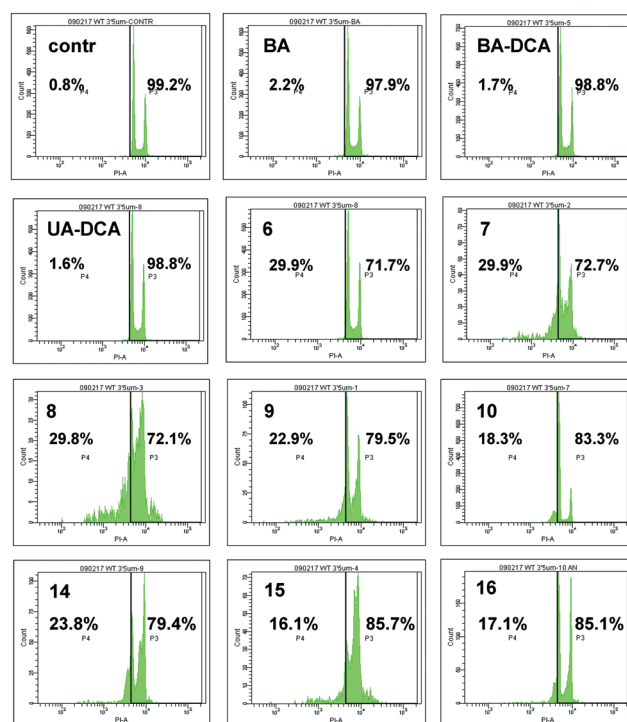 090217 WT 3'5um-CONTR
contr
0.8%
99.2%
P4
P3
Count
PI-A
090217 WT 3'5um-BA
BA
2.2%
97.9%
P4
P3
Count
PI-A
090217 WT 3'5um-5
BA-DCA
1.7%
98.8%
P4
P3
Count
PI-A
090217 WT 3'5um-8
UA-DCA
1.6%
98.8%
P4
P3
Count
PI-A
090217 WT 3'5um-8
6
29.9%
71.7%
P4
P3
Count
PI-A
090217 WT 3'5um-2
7
29.9%
72.7%
P4
P3
Count
PI-A
090217 WT 3'5um-3
8
29.8%
72.1%
P4
P3
Count
PI-A
090217 WT 3'5um-1
9
22.9%
79.5%
P4
P3
Count
PI-A
090217 WT 3'5um-7
10
18.3%
83.3%
P4
P3
Count
PI-A
090217 WT 3'5um-9
14
23.8%
79.4%
P4
P3
Count
PI-A
090217 WT 3'5um-4
15
16.1%
85.7%
P4
P3
Count
PI-A
090217 WT 3'5um-10 AN
16
17.1%
85.1%
P4
P3
Count
PI-A